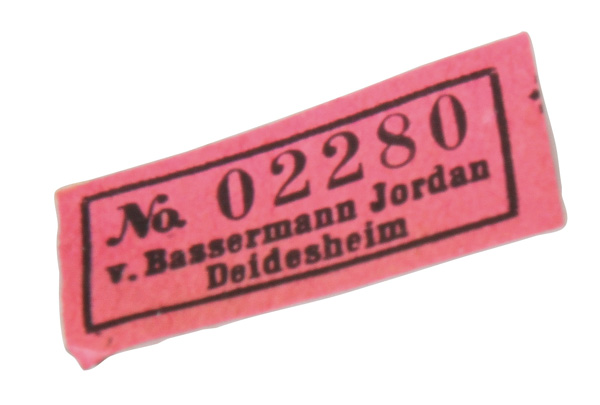 No. 02280
v. Bassermann Jordan
Deidesheim